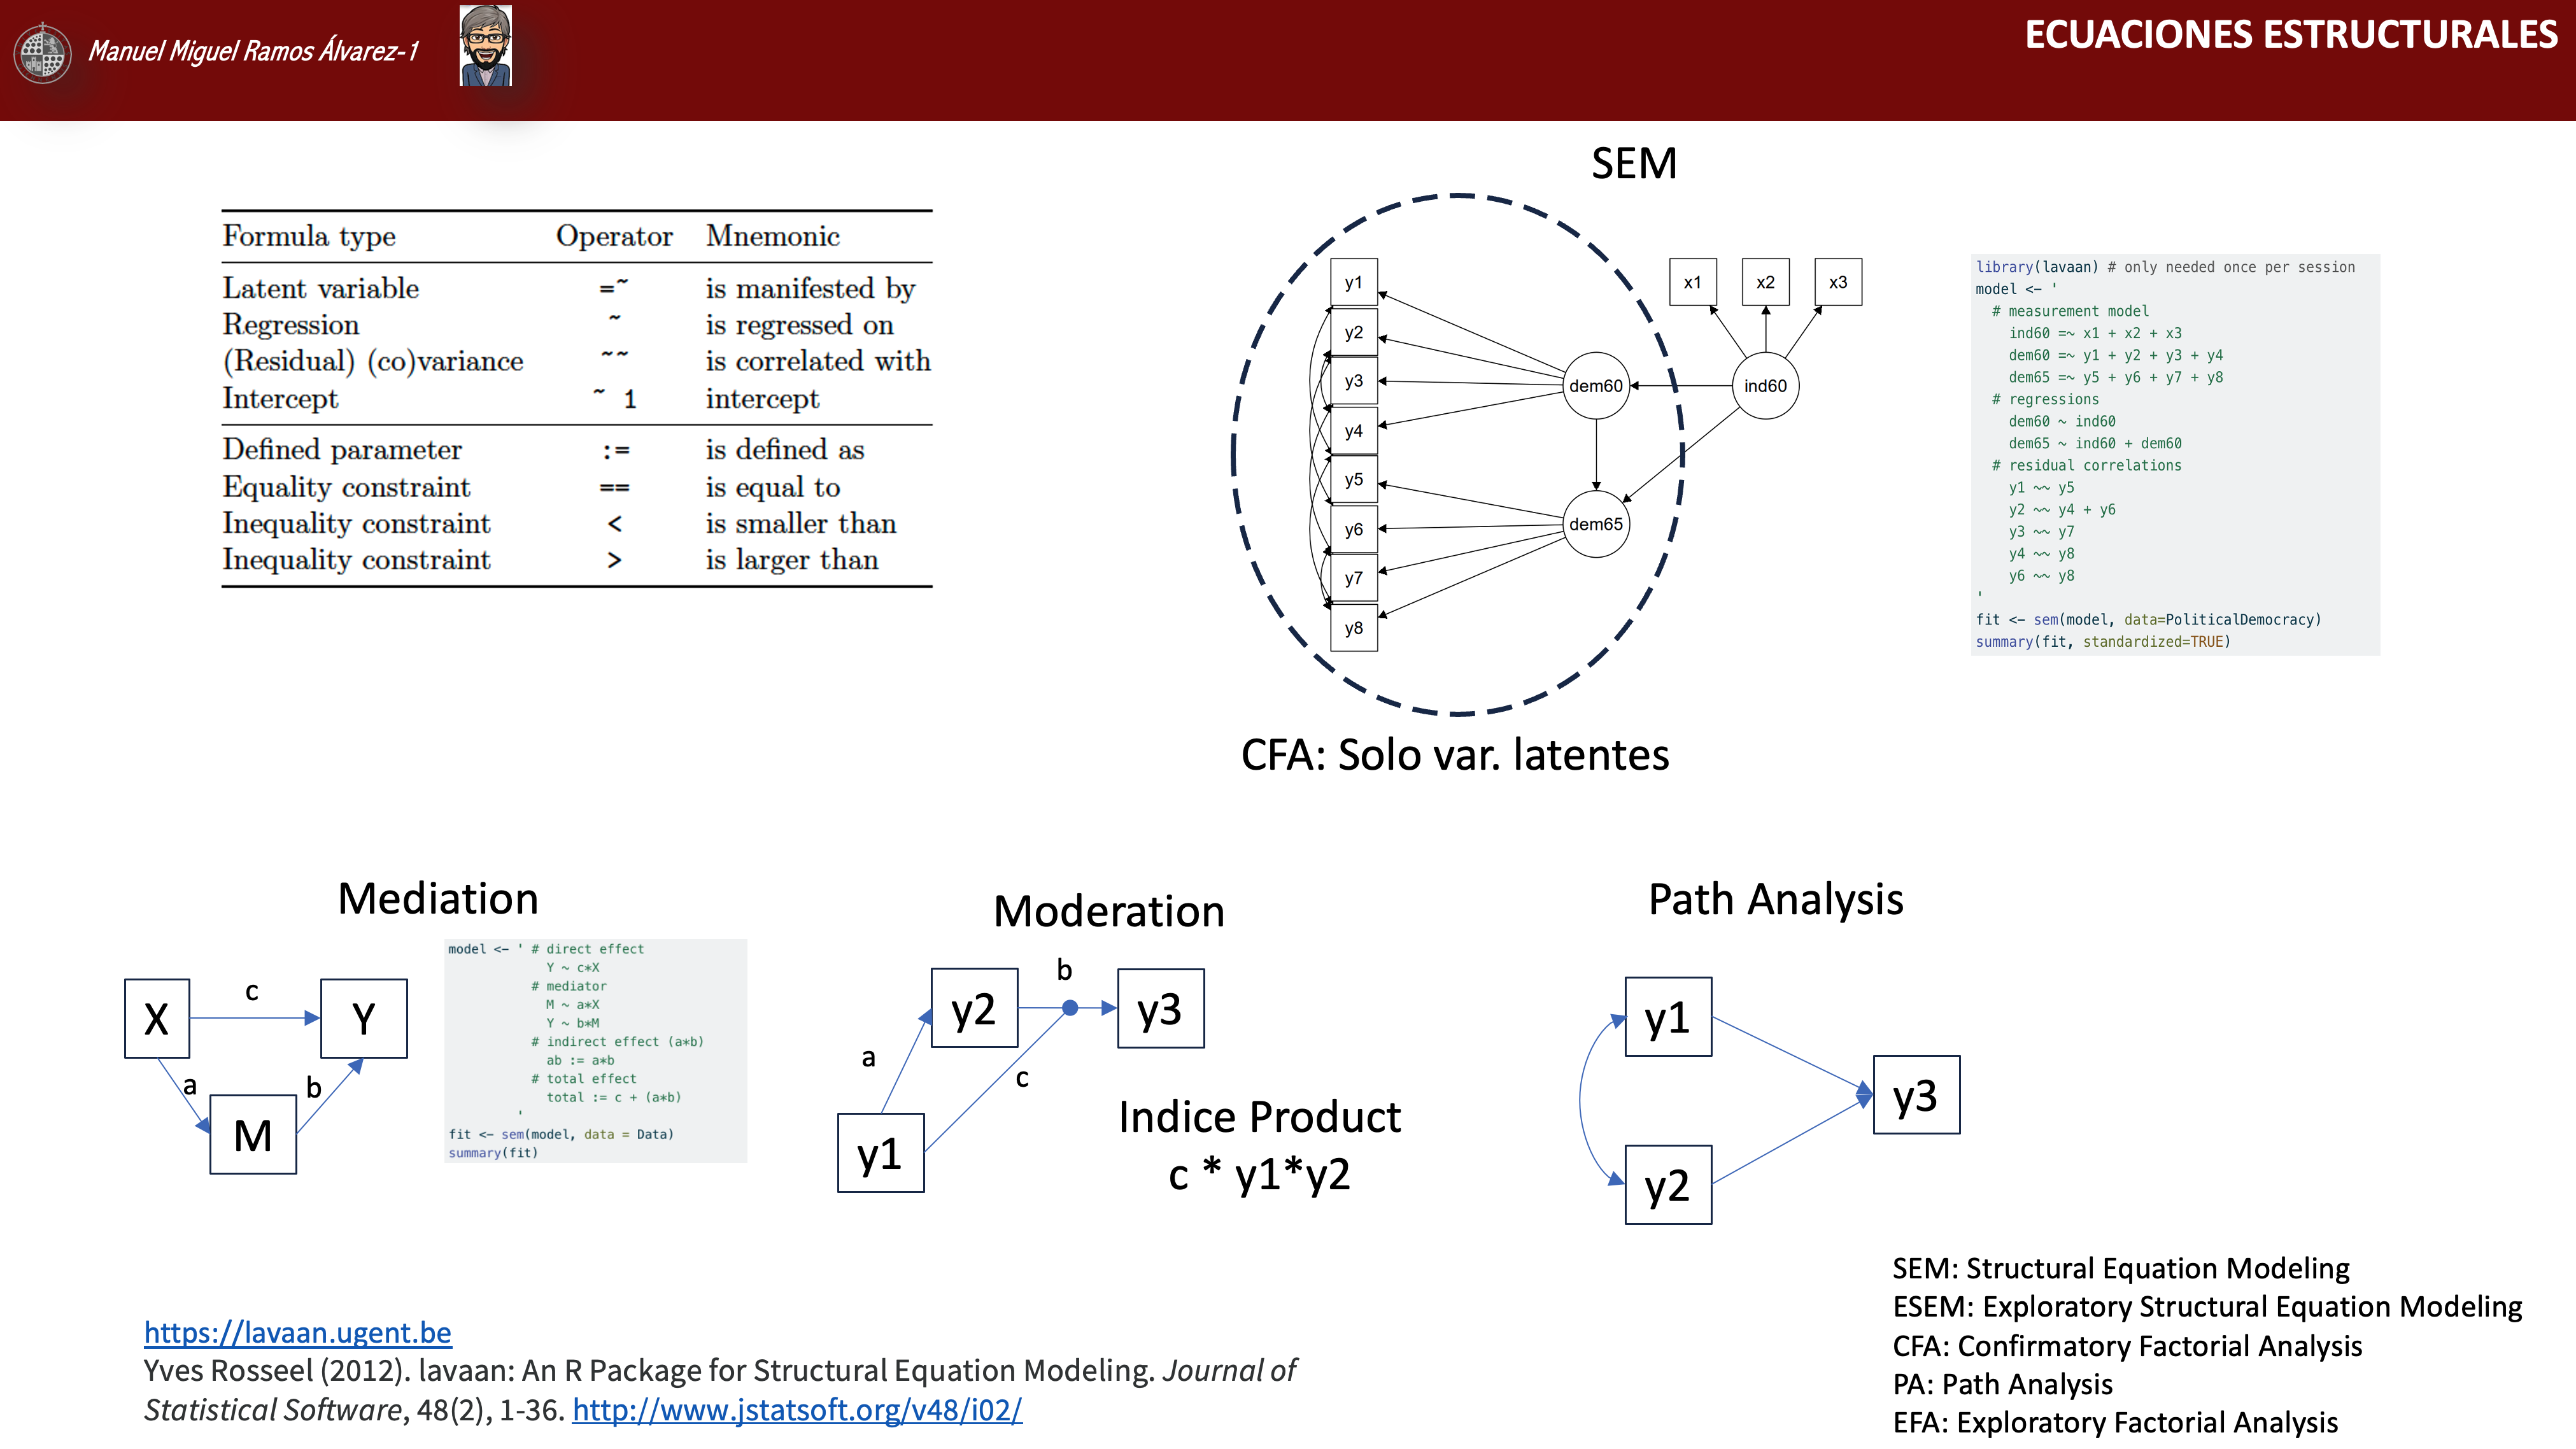 Manuel Miguel Ramos Álvarez-1
ECUACIONES ESTRUCTURALES
Formula type Operator Mnemonic
Latent variable =~ is manifested by
Regression ~ is regressed on
(Residual) (co)variance ~~ is correlated with
Intercept ~ 1 intercept
Defined parameter := is defined as
Equality constraint == is equal to
Inequality constraint < is smaller than
Inequality constraint > is larger than
SEM
y1
y2
y3
y4
y5
y6
y7
y8
x1 x2 x3
dem60 ind60
dem65
CFA: Solo var. latentes
library(lavaan) # only needed once per session
model <- '
# measurement model
ind60 =~ x1 + x2 + x3
dem60 =~ y1 + y2 + y3 + y4
dem65 =~ y5 + y6 + y7 + y8
# regressions
dem60 ~ ind60
dem65 ~ ind60 + dem60
# residual correlations
y1 ~~ y5
y2 ~~ y4 + y6
y3 ~~ y7
y4 ~~ y8
y6 ~~ y8
'
fit <- sem(model, data=PoliticalDemocracy)
summary(fit, standardized=TRUE)
Mediation
X c Y
a b
M
model <- ' # direct effect
Y ~ c*X
# mediator
M ~ a*X
Y ~ b*M
# indirect effect (a*b)
ab := a*b
# total effect
total := c + (a*b)
'
fit <- sem(model, data = Data)
summary(fit)
Moderation
b
y2 y3
a
c
y1
Indice Product
c * y1*y2
Path Analysis
y1
y3
y2
https://lavaan.ugent.be
Yves Rosseel (2012). lavaan: An R Package for Structural Equation Modeling. Journal of
Statistical Software, 48(2), 1-36. http://www.jstatsoft.org/v48/i02/
SEM: Structural Equation Modeling
ESEM: Exploratory Structural Equation Modeling
CFA: Confirmatory Factorial Analysis
PA: Path Analysis
EFA: Exploratory Factorial Analysis